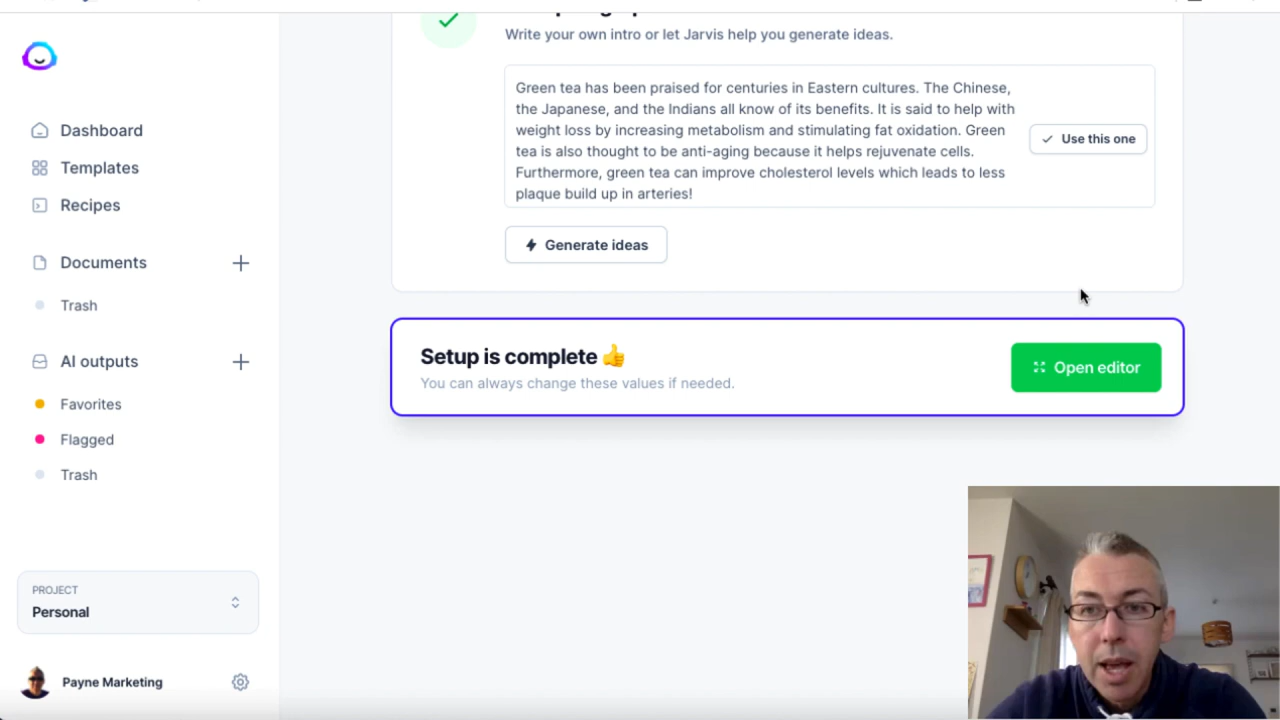 Write your own intro or let Jarvis help you generate ideas.
Green tea has been praised for centuries in Eastern cultures. The Chinese,
the Japanese, and the Indians all know of its benefits. It is said to help with
weight loss by increasing metabolism and stimulating fat oxidation. Green
tea is also thought to be anti-aging because it helps rejuvenate cells.
Furthermore, green tea can improve cholesterol levels which leads to less
plaque build up in arteries!
Use this one
Generate ideas
Setup is complete 👍
You can always change these values if needed.
Open editor
Dashboard
Templates
Recipes
Documents
Trash
AI outputs
Favorites
Flagged
Trash
PROJECT
Personal
Payne Marketing